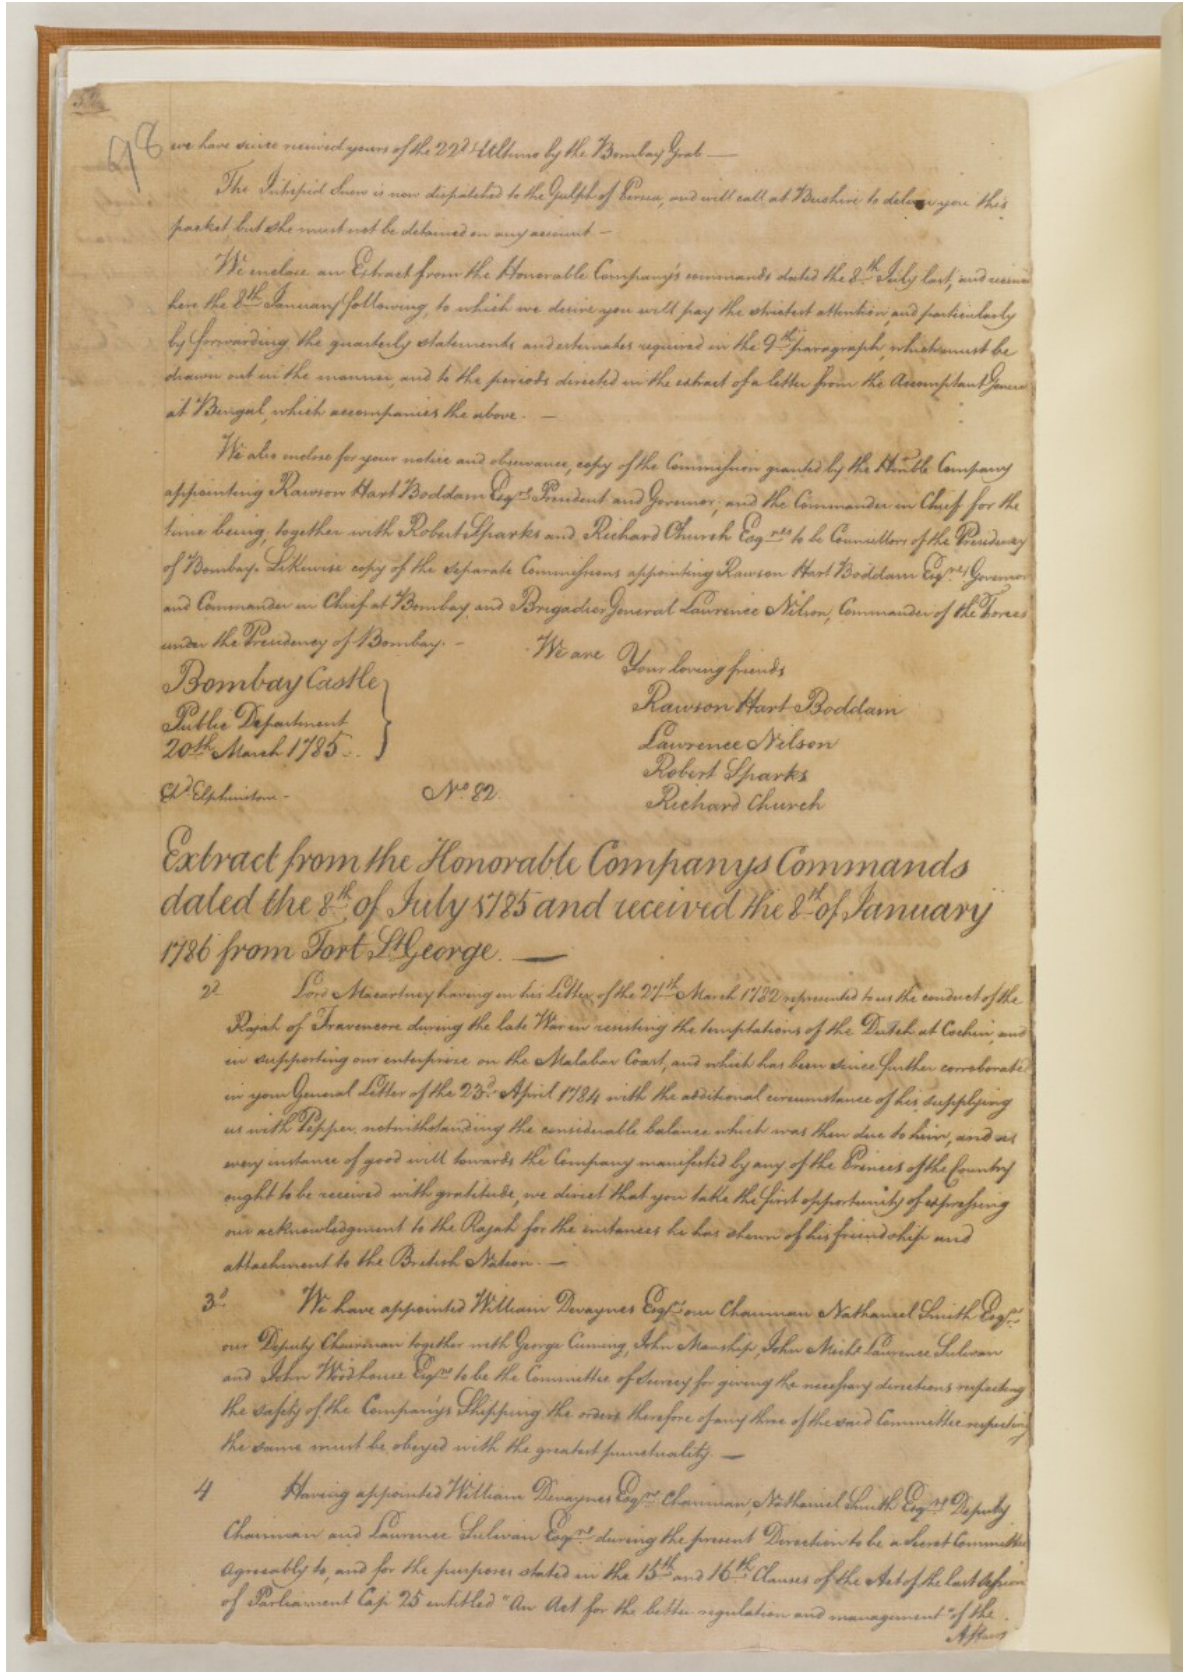 98
we have since received yours of the 22d Ultimo by the Bombay Grab —
The Intrepid Snow is now dispatched to the Gulph of Persia, and will call at Bushire to deliver you this
packet but she must not be detained on any account —
We enclose an Extract from the Honorable Company's commands dated the 8th July last, and receiv
here the 8th January following, to which we desire you will pay the strictest attention, and particularly
by forwarding the quarterly statements and estimates required in the 9th paragraph, which must be
drawn out in the manner, and to the periods directed in the extract of a letter from the Accomptant Genera
at Bengal, which accompanies the above. —
We also enclose for your notice and observance, copy of the Commission granted by the Honble Company
appointing Rawson Hart Boddam Esqre President and Governor, and the Commander in Chief for the
time being, together with Robert Sparks and Richard Church Esqres to be Councillors of the Presidency
of Bombay. Likewise copy of the separate Commissions appointing Rawson Hart Boddam Esqre Governor
and Commander in Chief at Bombay, and Brigadier General Lawrence Nilson, Commander of the Forces
under the Presidency of Bombay. —
We are
Your loving friends
Bombay Castle
Rawson Hart Boddam
Public Department
Lawrence Nilson
20th March 1785.
Robert Sparks
Elphinston —
No 82.
Richard Church
Extract from the Honorable Companys Commands
dated the 8th of July 1785 and received the 8th of January
1786 from Fort St George. —
2d Lord Macartney having in his Letter of the 27th March 1782 represented to us the conduct of the
Rajah of Travencore during the late War in resisting the temptations of the Dutch at Cochin, and
in supporting our enterprise on the Malabar Coast, and which has been since further corroborate
in your General Letter of the 23d April 1784 with the additional circumstance of his supplying
us with Pepper, notwithstanding the considerable balance which was then due to him, and as
every instance of good will towards the Company manifested by any of the Princes of the Country
ought to be received with gratitude, we direct that you take the first opportunity of expressing
our acknowledgment to the Rajah for the instances he has shewn of his friendship and
attachment to the British Nation. —
3d We have appointed William Devaynes Esqr our Chairman Nathaniel Smith Esqre
our Deputy Chairman together with George Cuming, John Manship, John Michl Laurence Sulivan
and John Woodhouse Esqrs to be the Committee of Survey for giving the necessary directions respecting
the safety of the Company's Shipping the orders therefore of any three of the said Committee respecting
the same must be obeyed with the greatest punctuality. —
4 Having appointed William Devaynes Esqre Chairman, Nathaniel Smith Esqre Deputy
Chairman and Laurence Sulivan Esqre during the present Direction to be a Secret Committee
agreeably to, and for the purposes stated in the 15th and 16th Clauses of the Act of the last Session
of Parliament Cap 25 entitled "An Act for the better regulation and management "of the
Affairs